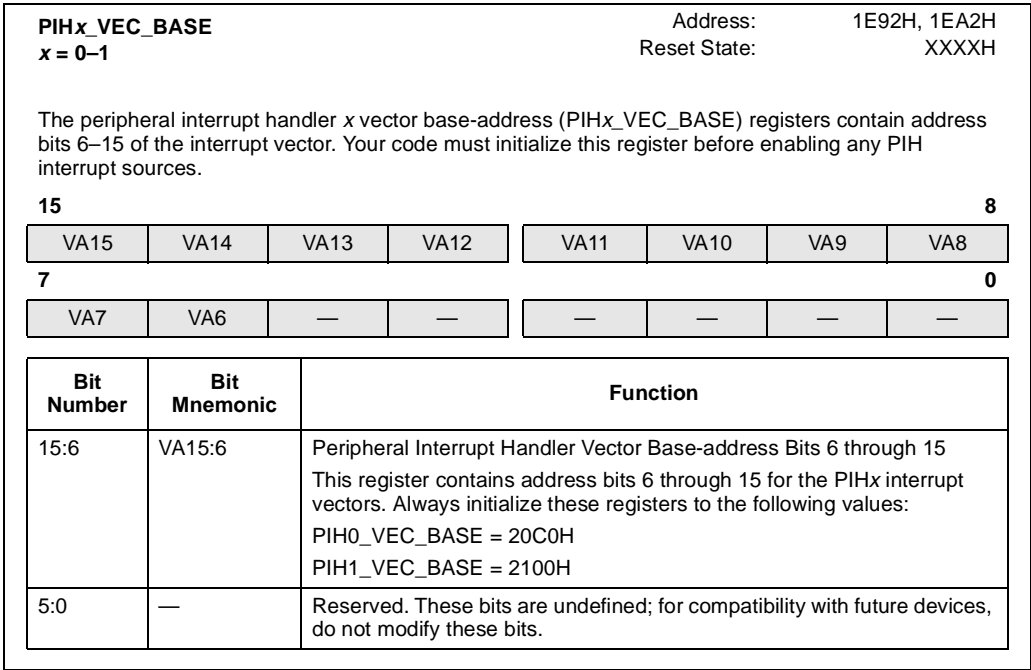 PIHx_VEC_BASE
x = 0–1
Address: 1E92H, 1EA2H
Reset State: XXXXH
The peripheral interrupt handler x vector base-address (PIHx_VEC_BASE) registers contain address
bits 6–15 of the interrupt vector. Your code must initialize this register before enabling any PIH
interrupt sources.
15 8
VA15 VA14 VA13 VA12 VA11 VA10 VA9 VA8
7 0
VA7 VA6 — — — — — —
Bit Number Bit Mnemonic Function
15:6 VA15:6 Peripheral Interrupt Handler Vector Base-address Bits 6 through 15
This register contains address bits 6 through 15 for the PIHx interrupt
vectors. Always initialize these registers to the following values:
PIH0_VEC_BASE = 20C0H
PIH1_VEC_BASE = 2100H
5:0 — Reserved. These bits are undefined; for compatibility with future devices,
do not modify these bits.